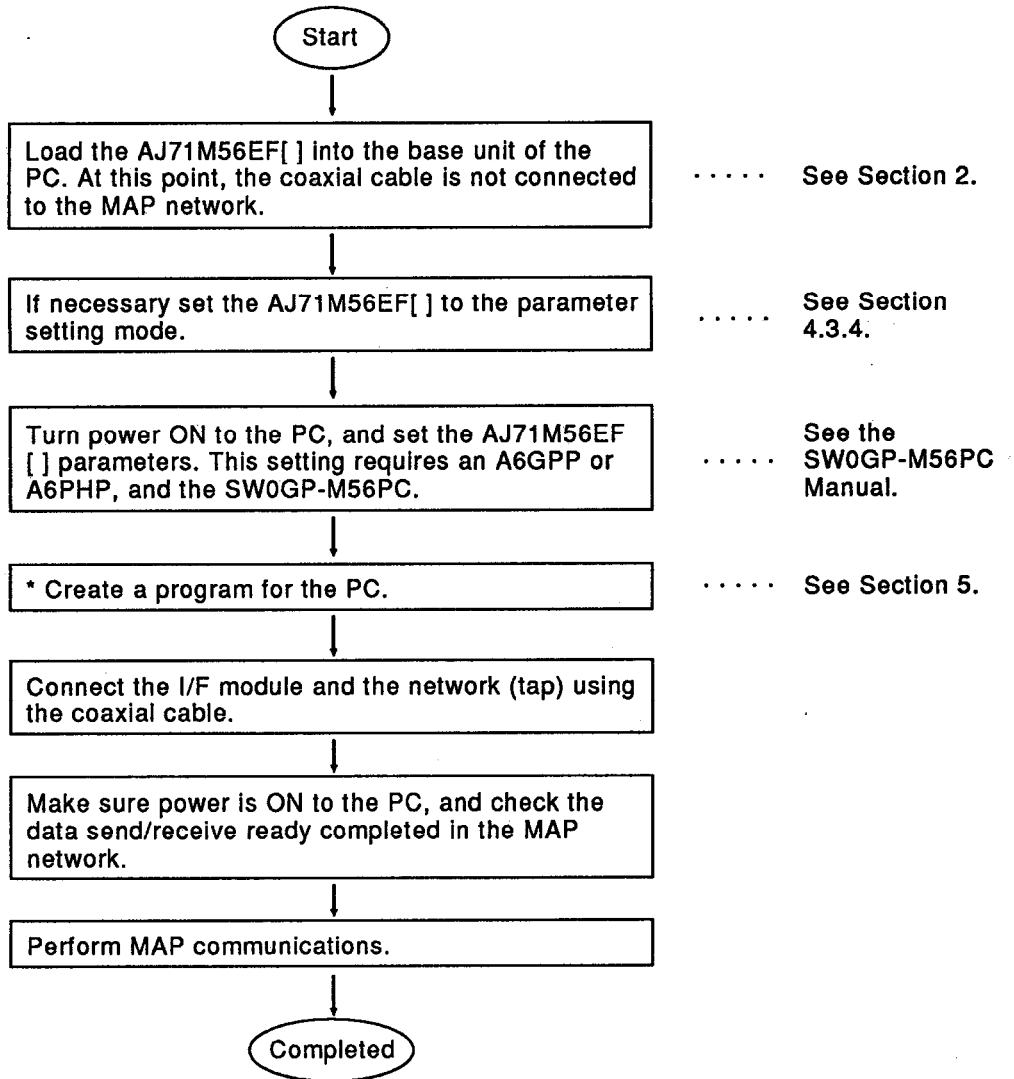 Start
Load the AJ71M56EF[ ] into the base unit of the
PC. At this point, the coaxial cable is not connected
to the MAP network.
. . . . . See Section 2.
If necessary set the AJ71M56EF[ ] to the parameter
setting mode.
. . . . . See Section
4.3.4.
Turn power ON to the PC, and set the AJ71M56EF
[ ] parameters. This setting requires an A6GPP or
A6PHP, and the SW0GP-M56PC.
See the
. . . . . SW0GP-M56PC
Manual.
* Create a program for the PC.
. . . . . See Section 5.
Connect the I/F module and the network (tap) using
the coaxial cable.
Make sure power is ON to the PC, and check the
data send/receive ready completed in the MAP
network.
Perform MAP communications.
Completed